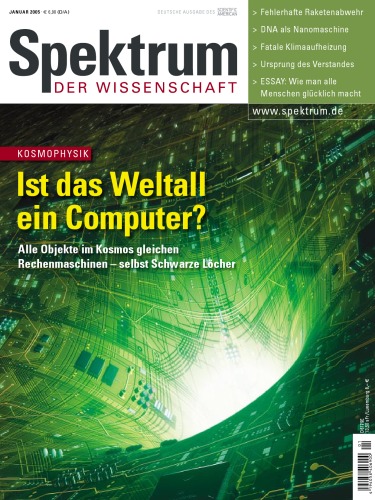 JANUAR 2005 • € 6,90 (D/A)
DEUTSCHE AUSGABE DES SCIENTIFIC AMERICAN
> Fehlerhafte Raketenabwehr
> DNA als Nanomaschine
> Fatale Klimaaufheizung
> Ursprung des Verstandes
> ESSAY: Wie man alle
Menschen glücklich macht
www.spektrum.de
Spektrum
DER WISSENSCHAFT
KOSMOPHYSIK
Ist das Weltall
ein Computer?
Alle Objekte im Kosmos gleichen
Rechenmaschinen – selbst Schwarze Löcher